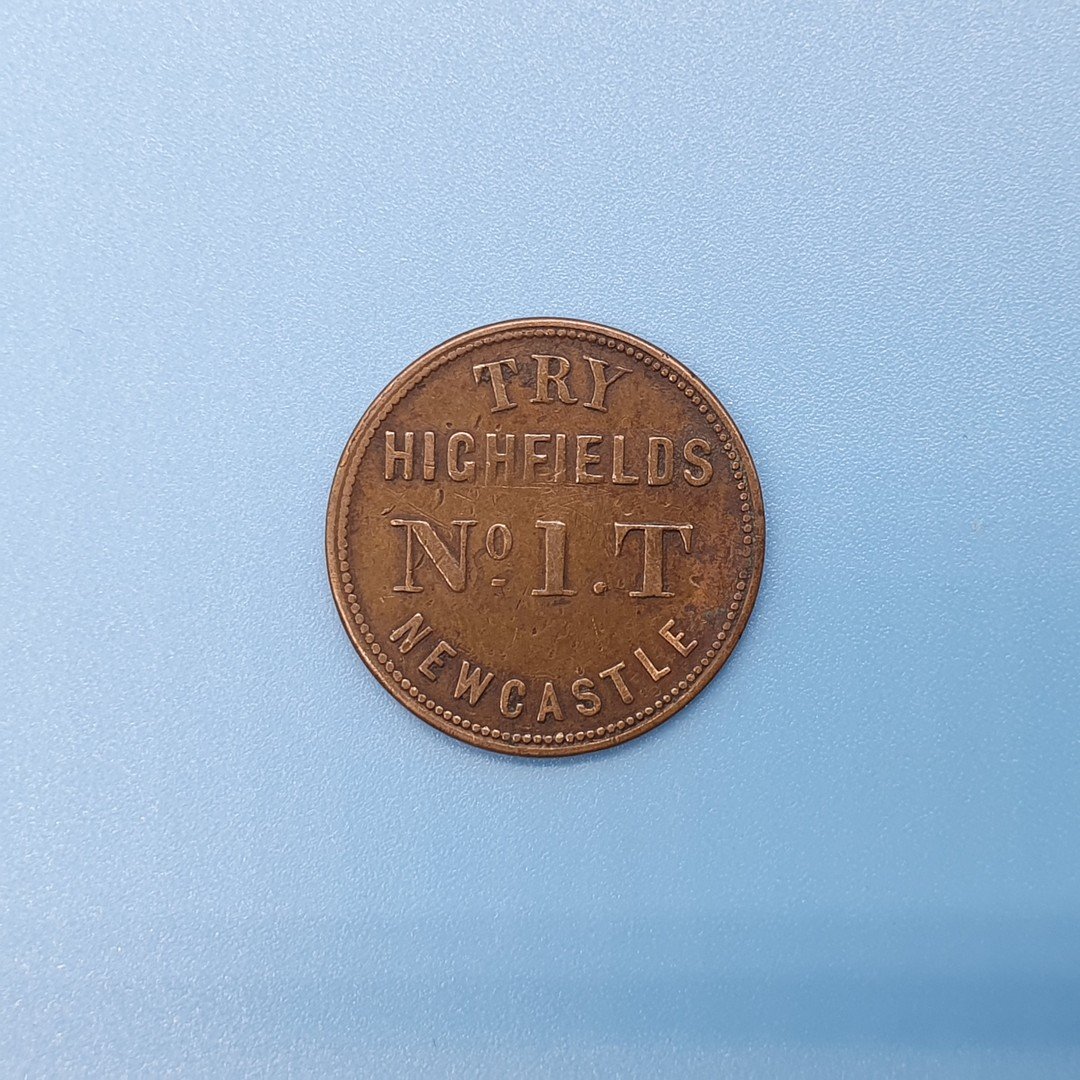 TRY
HIGHFIELDS
Nº 1.T
NEWCASTLE